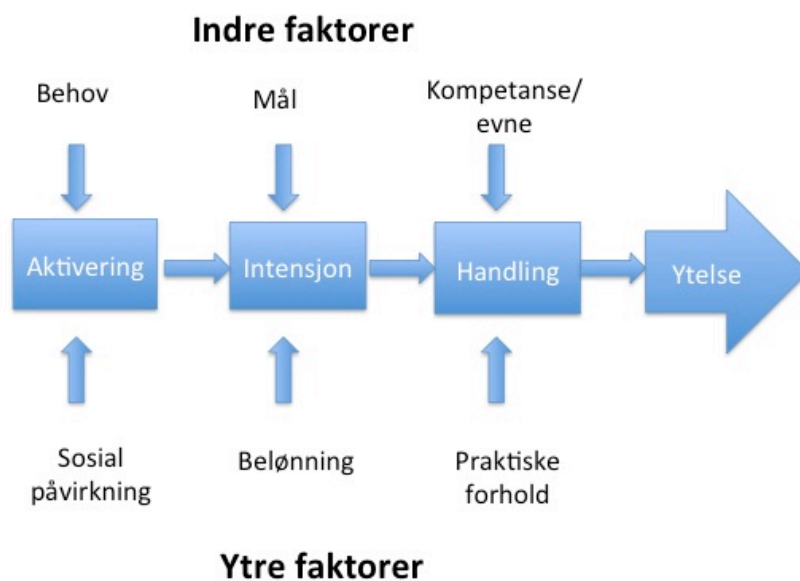 Indre faktorer
Behov
Mål
Kompetanse/
evne
Aktivering
Intensjon
Handling
Ytelse
Sosial
påvirkning
Belønning
Praktiske
forhold
Ytre faktorer